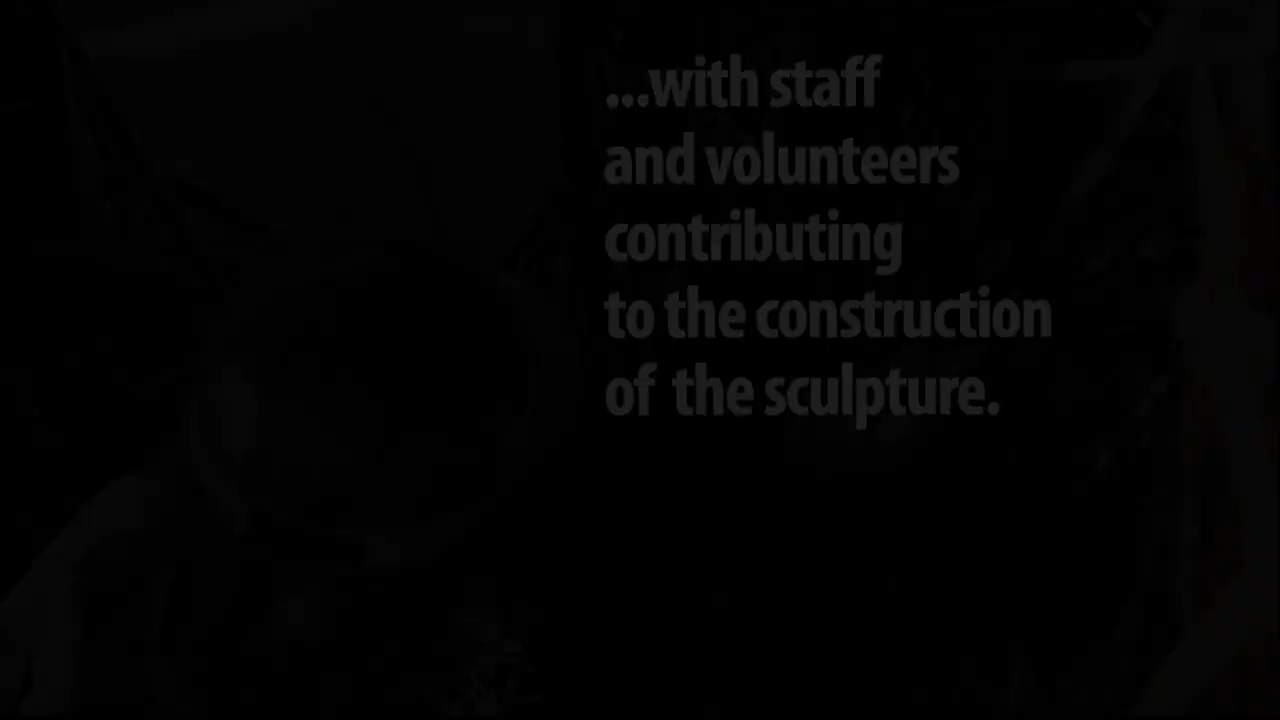 ...with staff
and volunteers
contributing
to the construction
of the sculpture.